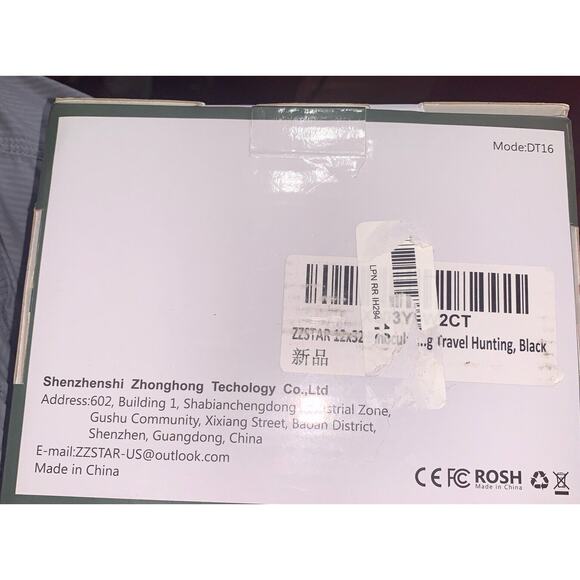 Mode:DT16
LPN RR IH294
2CT
ZZSTAR Travel Hunting, Black
新品
Shenzhenshi Zhonghong Techology Co.,Ltd
Address:602, Building 1, Shabianchengdong Zone,
Gushu Community, Xixiang Street, Baoan District,
Shenzhen, Guangdong, China
E-mail:ZZSTAR-US@outlook.com
Made in China
CE FC ROSH
Made in China